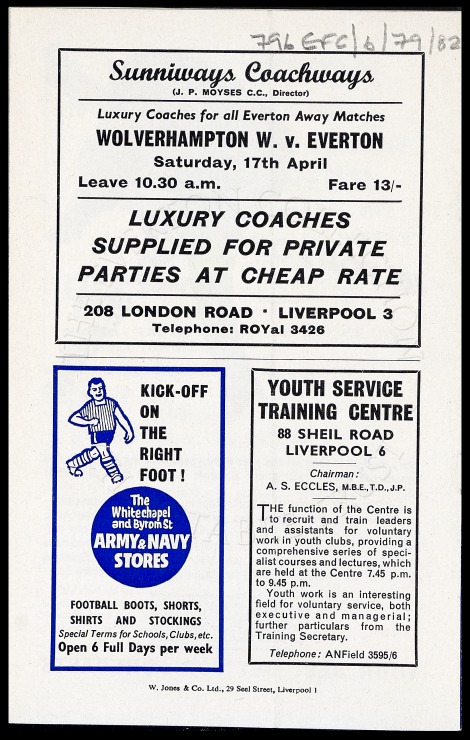 796 EFC/6/79/82
Sunniways Coachways
(J. P. MOYSES C.C., Director)
Luxury Coaches for all Everton Away Matches
WOLVERHAMPTON W. v. EVERTON
Saturday, 17th April
Leave 10.30 a.m. Fare 13/-
LUXURY COACHES
SUPPLIED FOR PRIVATE
PARTIES AT CHEAP RATE
208 LONDON ROAD · LIVERPOOL 3
Telephone: ROYal 3426
KICK-OFF
ON
THE
RIGHT
FOOT!
The
Whitechapel
and Byrom St
ARMY & NAVY
STORES
FOOTBALL BOOTS, SHORTS,
SHIRTS AND STOCKINGS
Special Terms for Schools, Clubs, etc.
Open 6 Full Days per week
YOUTH SERVICE
TRAINING CENTRE
88 SHEIL ROAD
LIVERPOOL 6
Chairman:
A. S. ECCLES, M.B.E., T.D., J.P.
THE function of the Centre is
to recruit and train leaders
and assistants for voluntary
work in youth clubs, providing a
comprehensive series of speci-
alist courses and lectures, which
are held at the Centre 7.45 p.m.
to 9.45 p.m.
Youth work is an interesting
field for voluntary service, both
executive and managerial;
further particulars from the
Training Secretary.
Telephone: ANField 3595/6
W. Jones & Co. Ltd., 29 Seel Street, Liverpool 1